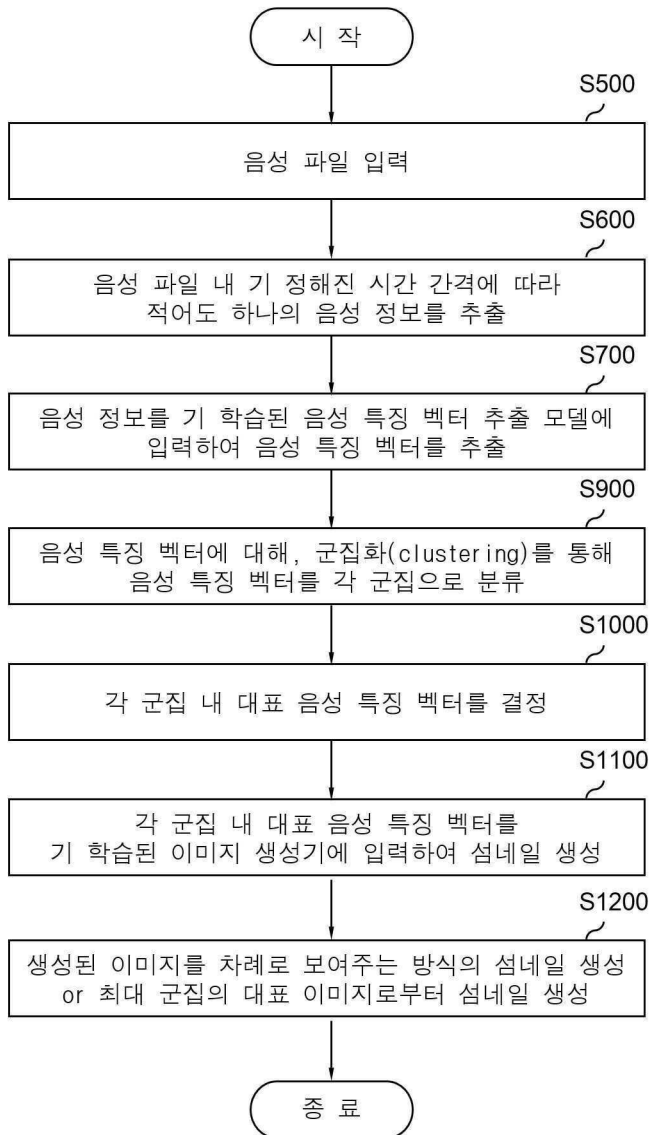 시 작
S500
음성 파일 입력
S600
음성 파일 내 기 정해진 시간 간격에 따라
적어도 하나의 음성 정보를 추출
S700
음성 정보를 기 학습된 음성 특징 벡터 추출 모델에
입력하여 음성 특징 벡터를 추출
S900
음성 특징 벡터에 대해, 군집화(clustering)를 통해
음성 특징 벡터를 각 군집으로 분류
S1000
각 군집 내 대표 음성 특징 벡터를 결정
S1100
각 군집 내 대표 음성 특징 벡터를
기 학습된 이미지 생성기에 입력하여 섬네일 생성
S1200
생성된 이미지를 차례로 보여주는 방식의 섬네일 생성
or 최대 군집의 대표 이미지로부터 섬네일 생성
종 료